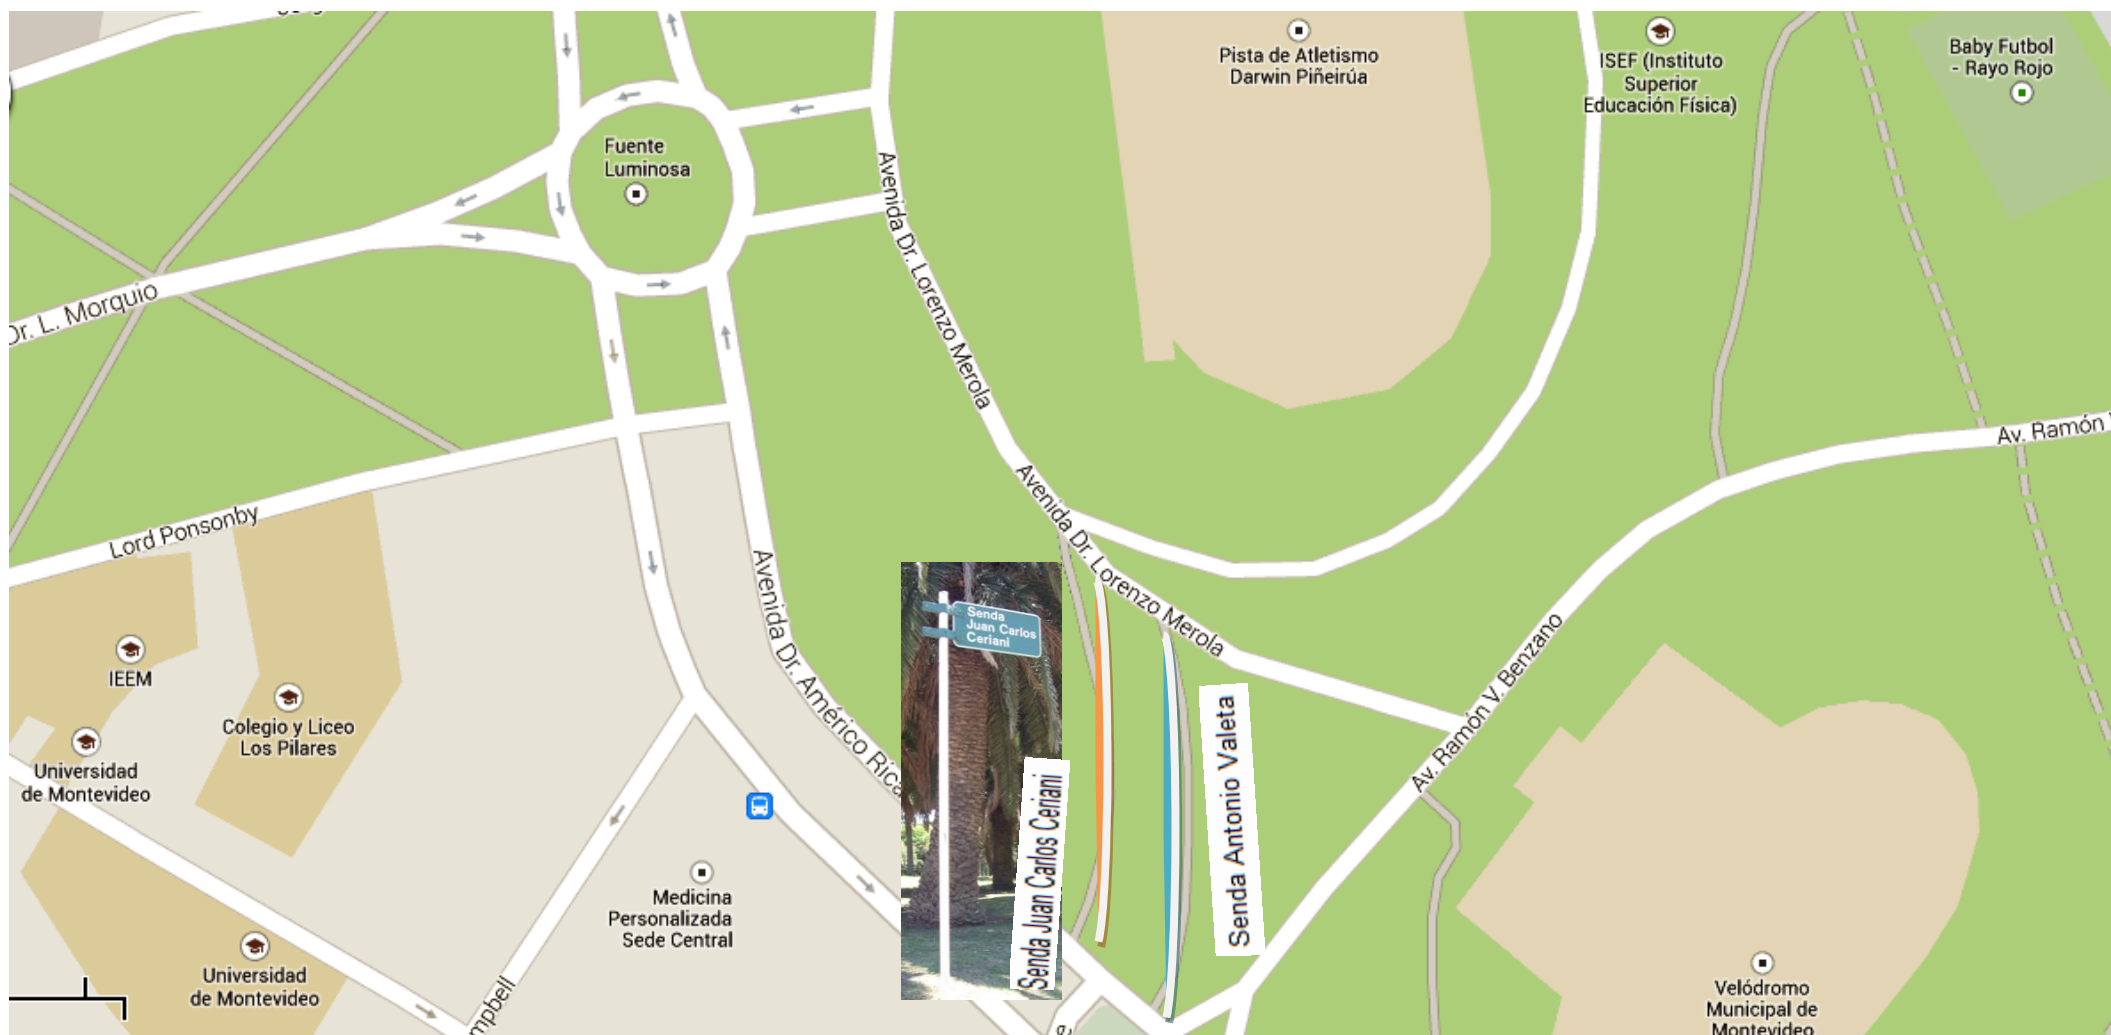 Pista de Atletismo
Darwin Piñeirúa
ISEF (Instituto
Superior
Educación Física)
Baby Futbol
- Rayo Rojo
Fuente
Luminosa
Avenida Dr. Lorenzo Merola
Dr. L. Morquio
Av. Ramón
Avenida Dr. Lorenzo Merola
Lord Ponsonby
Avenida Dr. Américo Rica
Senda
Juan Carlos
Ceriani
Av. Ramón V. Benzano
IEEM
Colegio y Liceo
Los Pilares
Universidad
de Montevideo
Senda Juan Carlos Ceriani
Senda Antonio Valeta
Medicina
Personalizada
Sede Central
Universidad
de Montevideo
mpbell
Velódromo
Municipal de
Montevideo